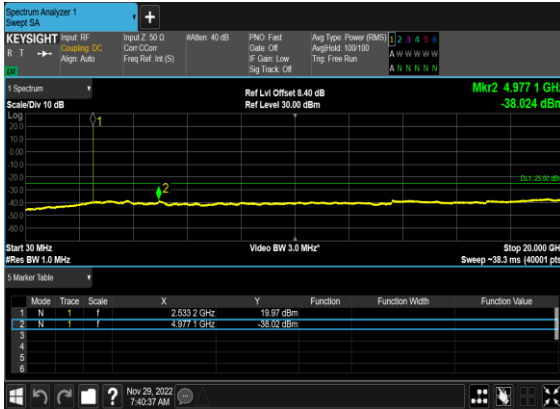 Spectrum Analyzer 1
Swept SA
+
KEYSIGHT Input: RF Input Z: 50 Ω #Atten: 40 dB PNO: Fast Avg Type: Power (RMS) 1 2 3 4 5 6
R T Coupling: DC Corr CCorr Gate: Off Avg|Hold: 100/100 A W W W W W
Align: Auto Freq Ref: Int (S) IF Gain: Low Trig: Free Run
LW Sig Track: Off A N N N N N
1 Spectrum Ref Lvl Offset 8.40 dB Mkr2 4.977 1 GHz
Scale/Div 10 dB Ref Level 30.00 dBm -38.024 dBm
Log
20.0
10.0
0.00
-10.0
-20.0
-30.0
-40.0
-50.0
-60.0
1
2
DL1 -25.00 dBm
Start 30 MHz Video BW 3.0 MHz* Stop 20.000 GHz
#Res BW 1.0 MHz Sweep ~38.3 ms (40001 pts)
5 Marker Table
Mode Trace Scale X Y Function Function Width Function Value
1 N 1 f 2.533 2 GHz 19.97 dBm
2 N 1 f 4.977 1 GHz -38.02 dBm
3
4
5
6
? Nov 29, 2022
7:40:37 AM